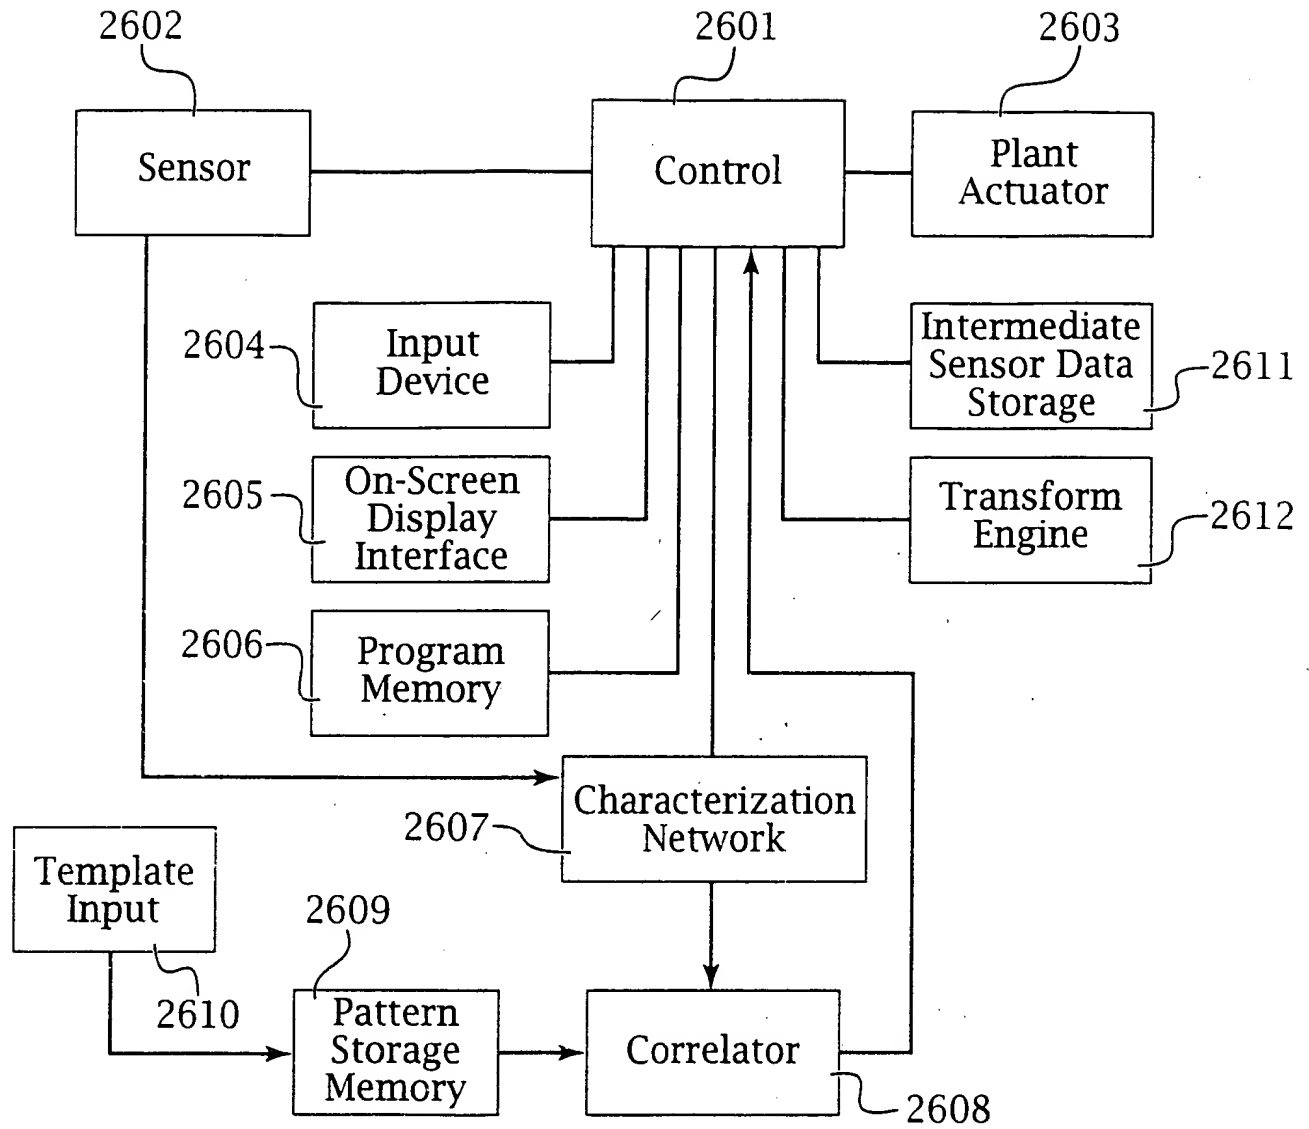 2602
2601
2603
Sensor
Control
Plant
Actuator
2604
Input
Device
Intermediate
Sensor Data
Storage
2611
2605
On-Screen
Display
Interface
Transform
Engine
2612
2606
Program
Memory
Characterization
Network
2607
Template
Input
2610
2609
Pattern
Storage
Memory
Correlator
2608